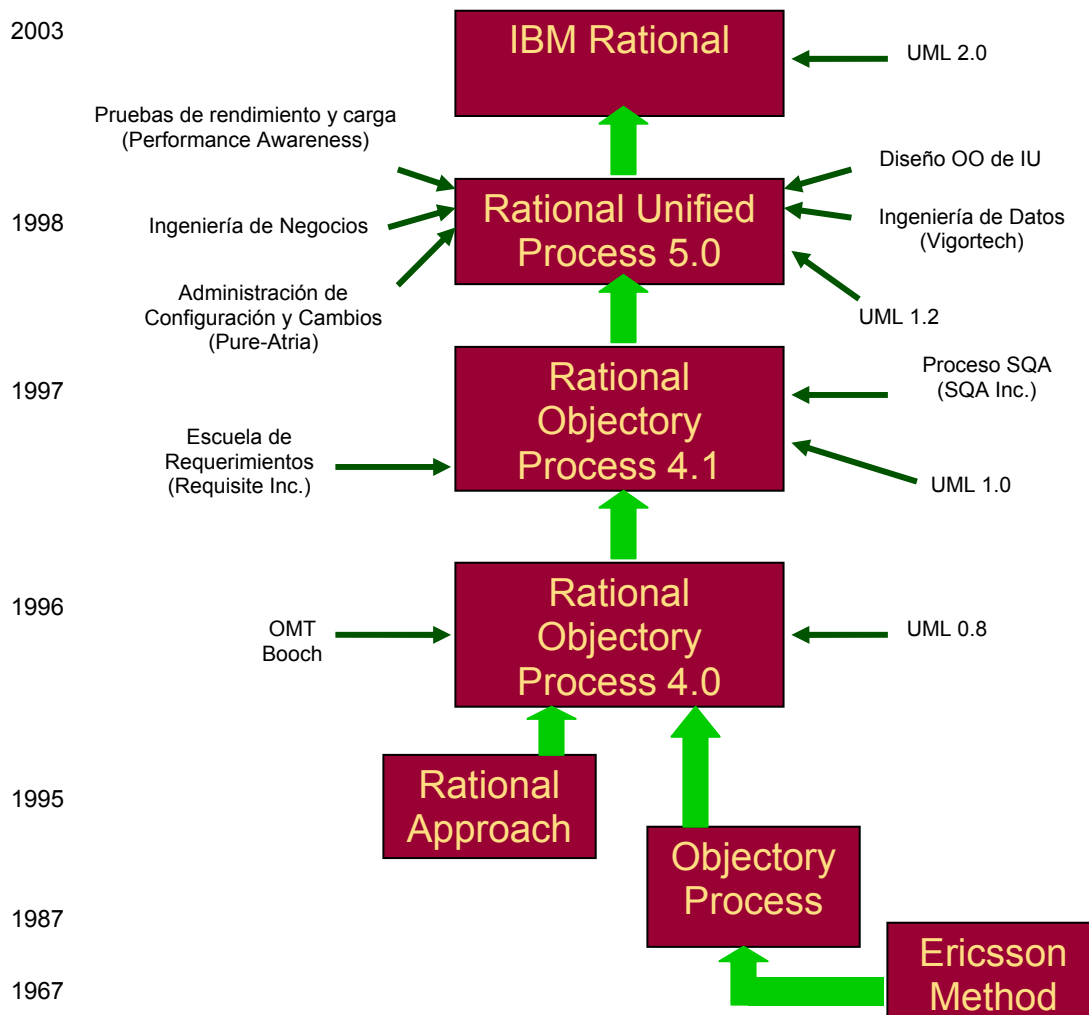 2003
IBM Rational
UML 2.0
Pruebas de rendimiento y carga
(Performance Awareness)
Diseño OO de IU
1998
Ingeniería de Negocios
Rational Unified
Process 5.0
Ingeniería de Datos
(Vigortech)
Administración de
Configuración y Cambios
(Pure-Atria)
UML 1.2
1997
Rational
Objectory
Process 4.1
Proceso SQA
(SQA Inc.)
Escuela de
Requerimientos
(Requisite Inc.)
UML 1.0
1996
OMT
Booch
Rational
Objectory
Process 4.0
UML 0.8
1995
Rational
Approach
Objectory
Process
1987
1967
Ericsson
Method